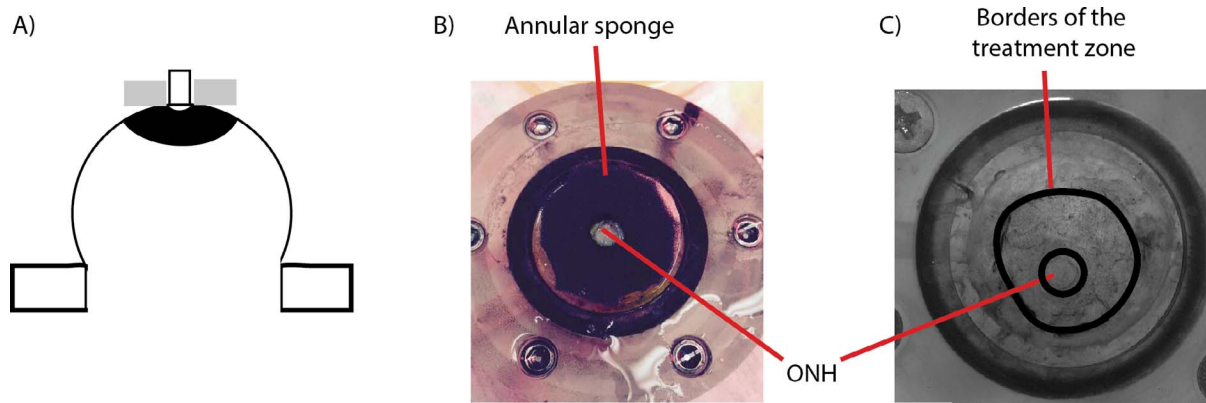 A)
B)
Annular sponge
C)
Borders of the
treatment zone
ONH